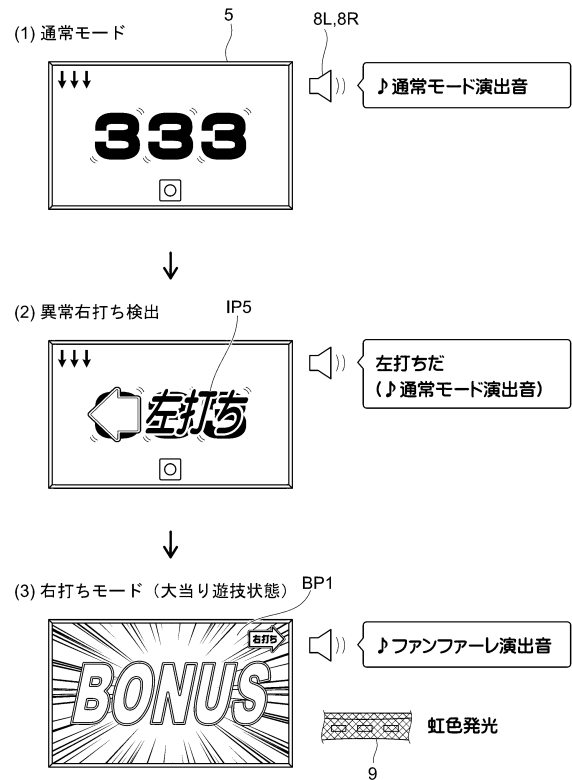 (1) 通常モード
5
8L,8R
↓↓↓
333
♪通常モード演出音
(2) 異常右打ち検出
IP5
↓↓↓
左打ち
左打ちだ
(♪通常モード演出音)
(3) 右打ちモード（大当り遊技状態）
BP1
右打ち
BONUS
♪ファンファーレ演出音
虹色発光
9